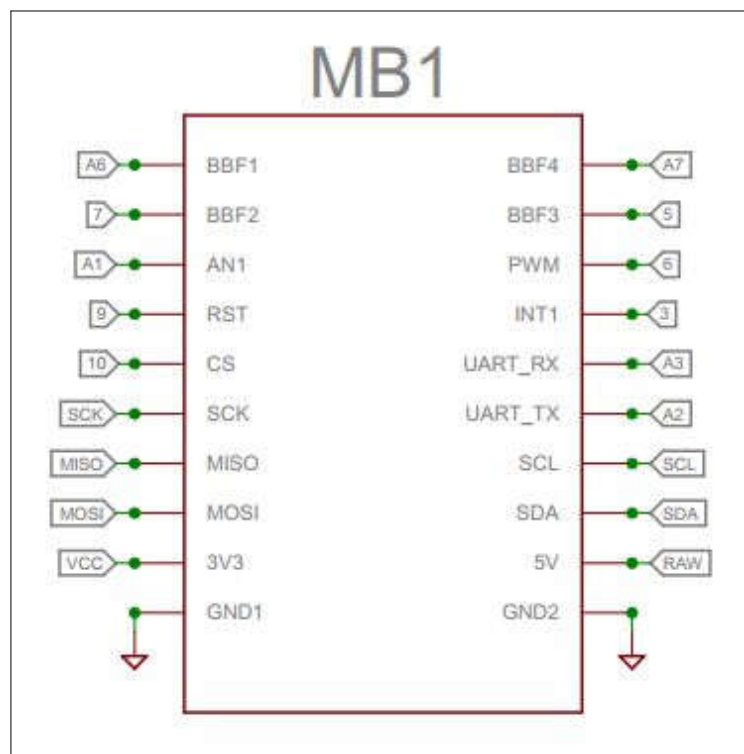 MB1
A6 BBF1 BBF4 A7
7 BBF2 BBF3 5
A1 AN1 PWM 6
9 RST INT1 3
10 CS UART_RX A3
SCK SCK UART_TX A2
MISO MISO SCL SCL
MOSI MOSI SDA SDA
VCC 3V3 5V RAW
GND1 GND2